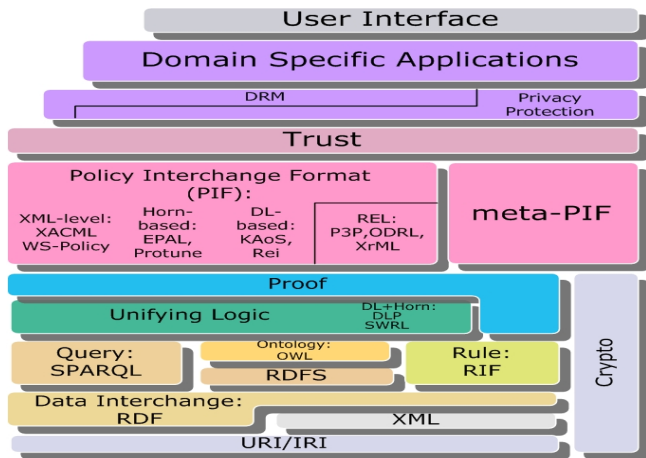 User Interface
Domain Specific Applications
DRM
Privacy
Protection
Trust
Policy Interchange Format
(PIF):
XML-level:
XACML
WS-Policy
Horn-
based:
EPAL,
Protune
DL-
based:
KAoS,
Rei
REL:
P3P,ODRL,
XrML
meta-PIF
Proof
Unifying Logic
DL+Horn:
DLP
SWRL
Crypto
Query:
SPARQL
Ontology:
OWL
RDFS
Rule:
RIF
Data Interchange:
RDF
XML
URI/IRI